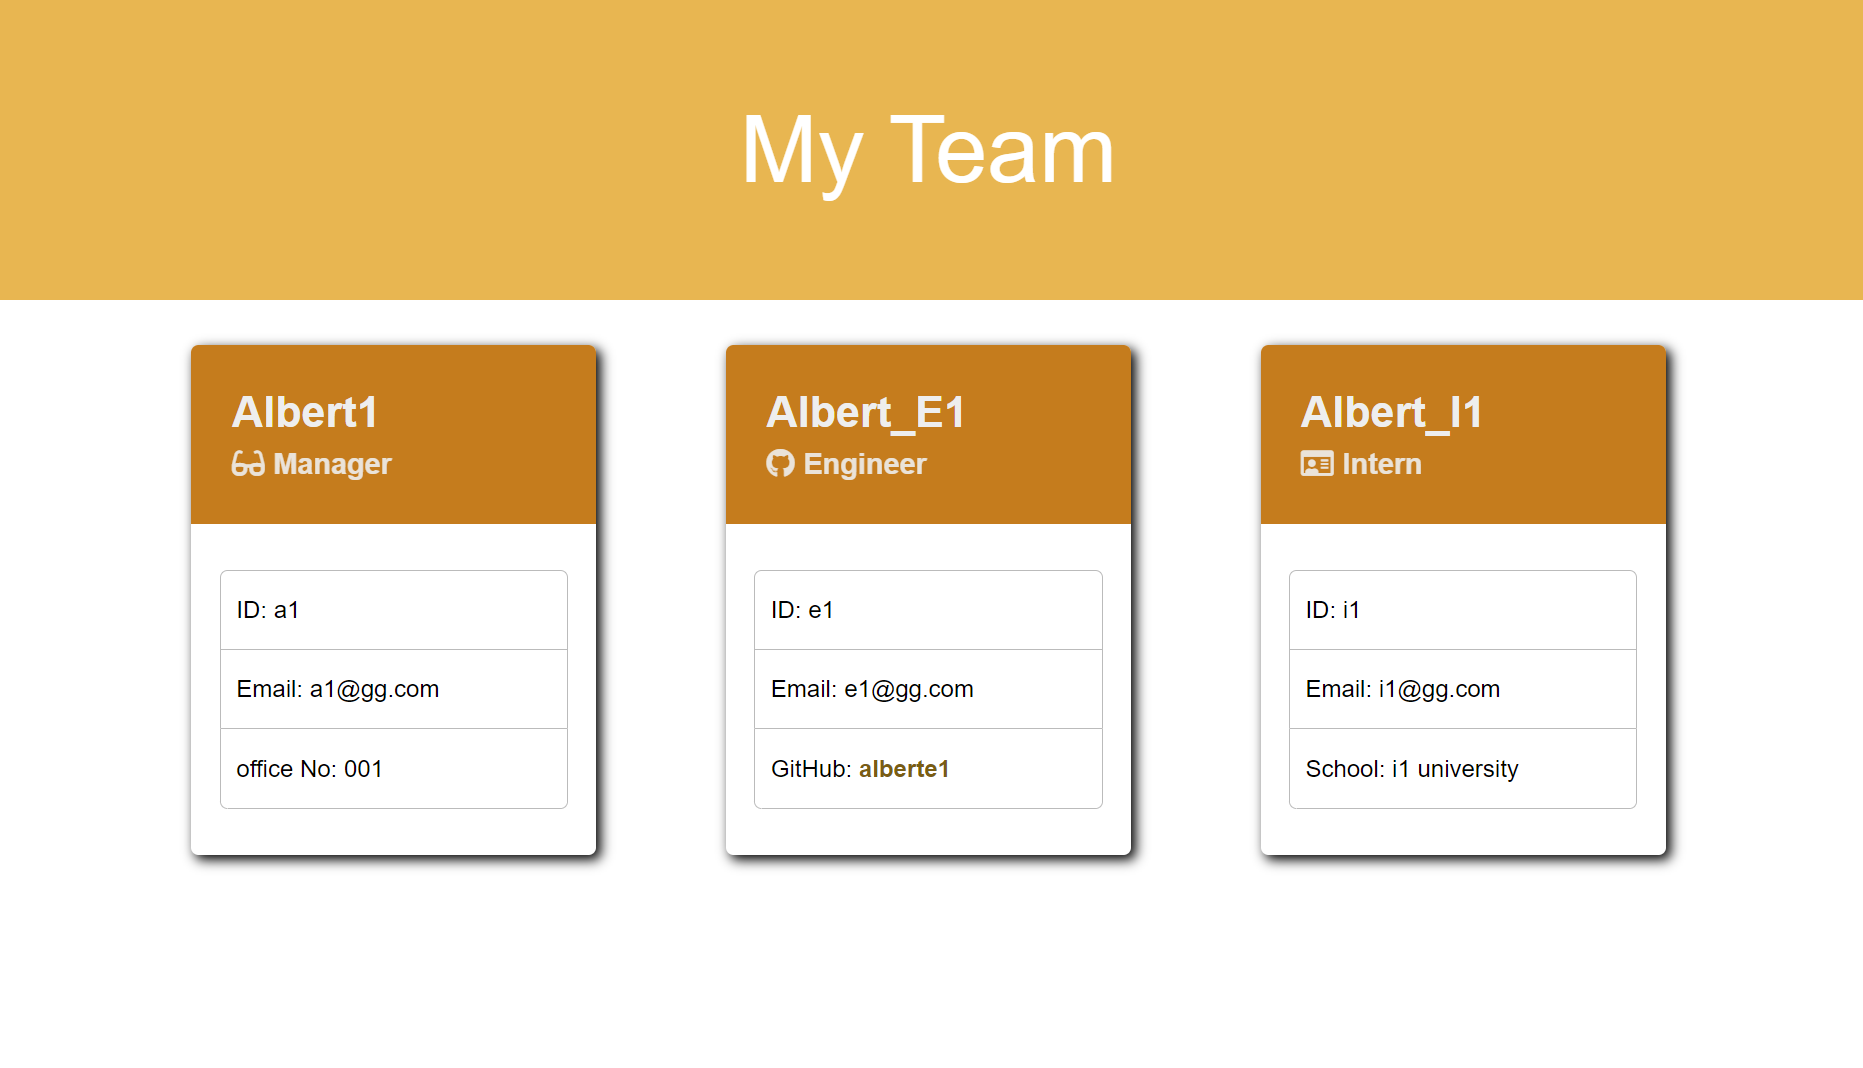 My Team
Albert1
Manager
ID: a1
Email: a1@gg.com
office No: 001
Albert_E1
Engineer
ID: e1
Email: e1@gg.com
GitHub: alberte1
Albert_I1
Intern
ID: i1
Email: i1@gg.com
School: i1 university